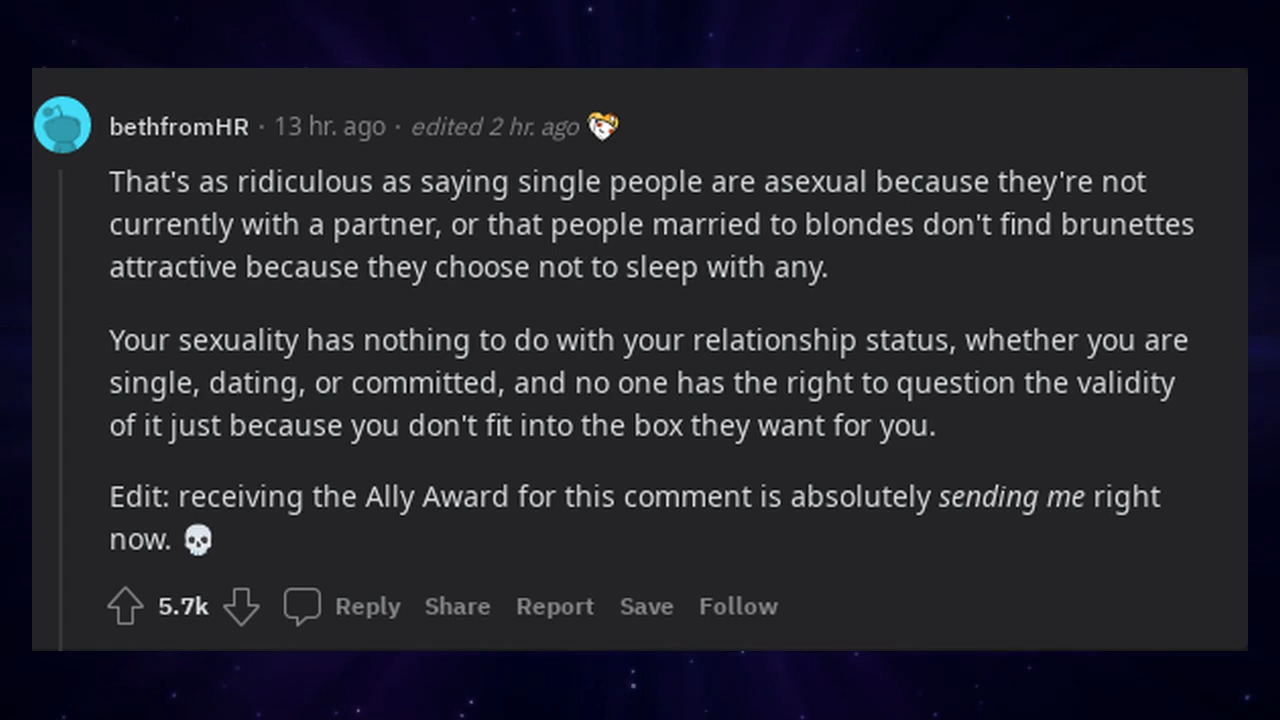 bethfromHR · 13 hr. ago · edited 2 hr. ago
That's as ridiculous as saying single people are asexual because they're not
currently with a partner, or that people married to blondes don't find brunettes
attractive because they choose not to sleep with any.
Your sexuality has nothing to do with your relationship status, whether you are
single, dating, or committed, and no one has the right to question the validity
of it just because you don't fit into the box they want for you.
Edit: receiving the Ally Award for this comment is absolutely sending me right
now. 💀
5.7k Reply Share Report Save Follow